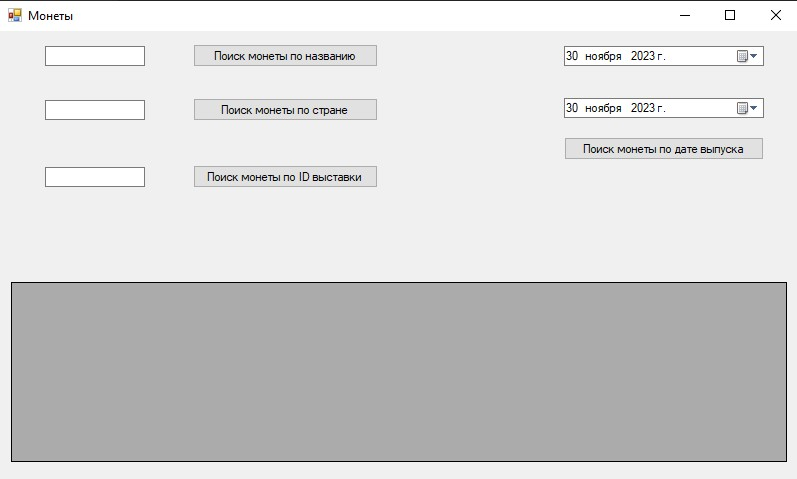 Монеты
Поиск монеты по названию
30 ноября 2023 г.
Поиск монеты по стране
30 ноября 2023 г.
Поиск монеты по дате выпуска
Поиск монеты по ID выставки